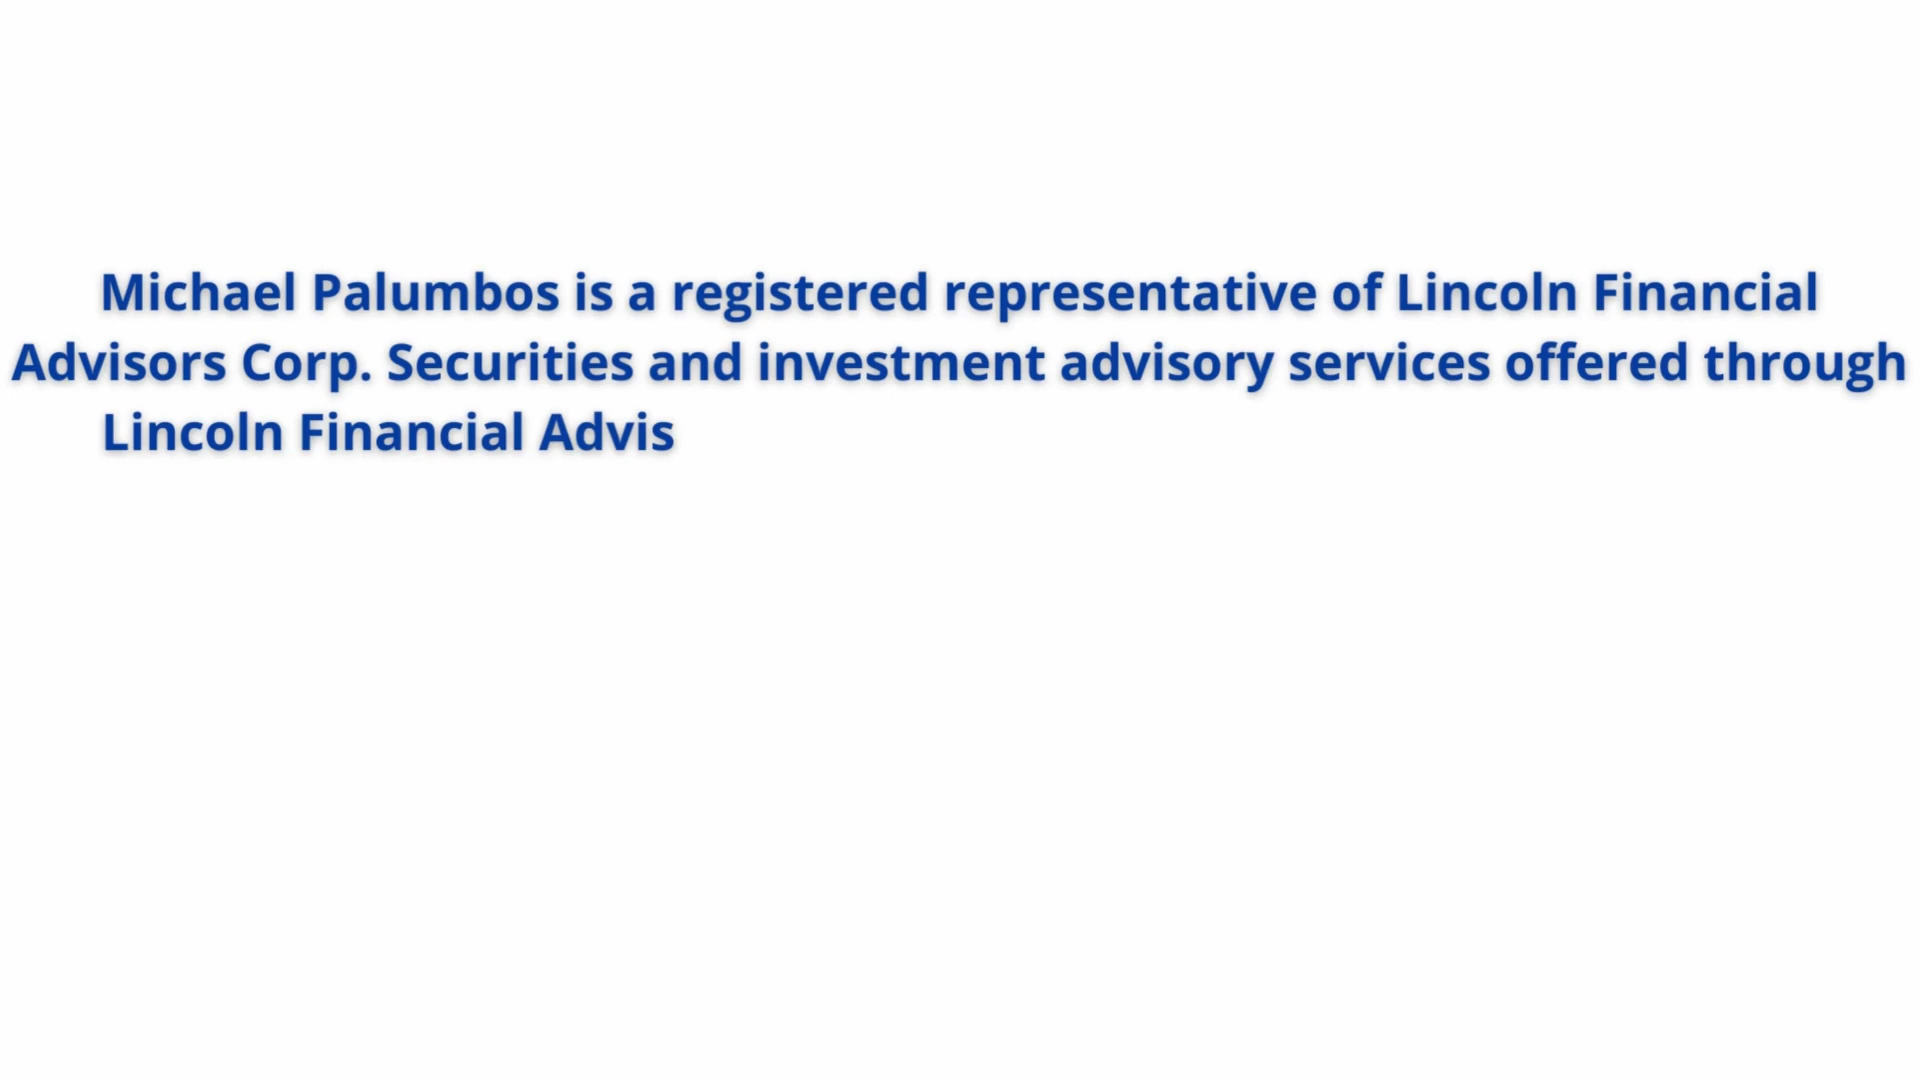 Michael Palumbos is a registered representative of Lincoln Financial
Advisors Corp. Securities and investment advisory services offered through
Lincoln Financial Advis